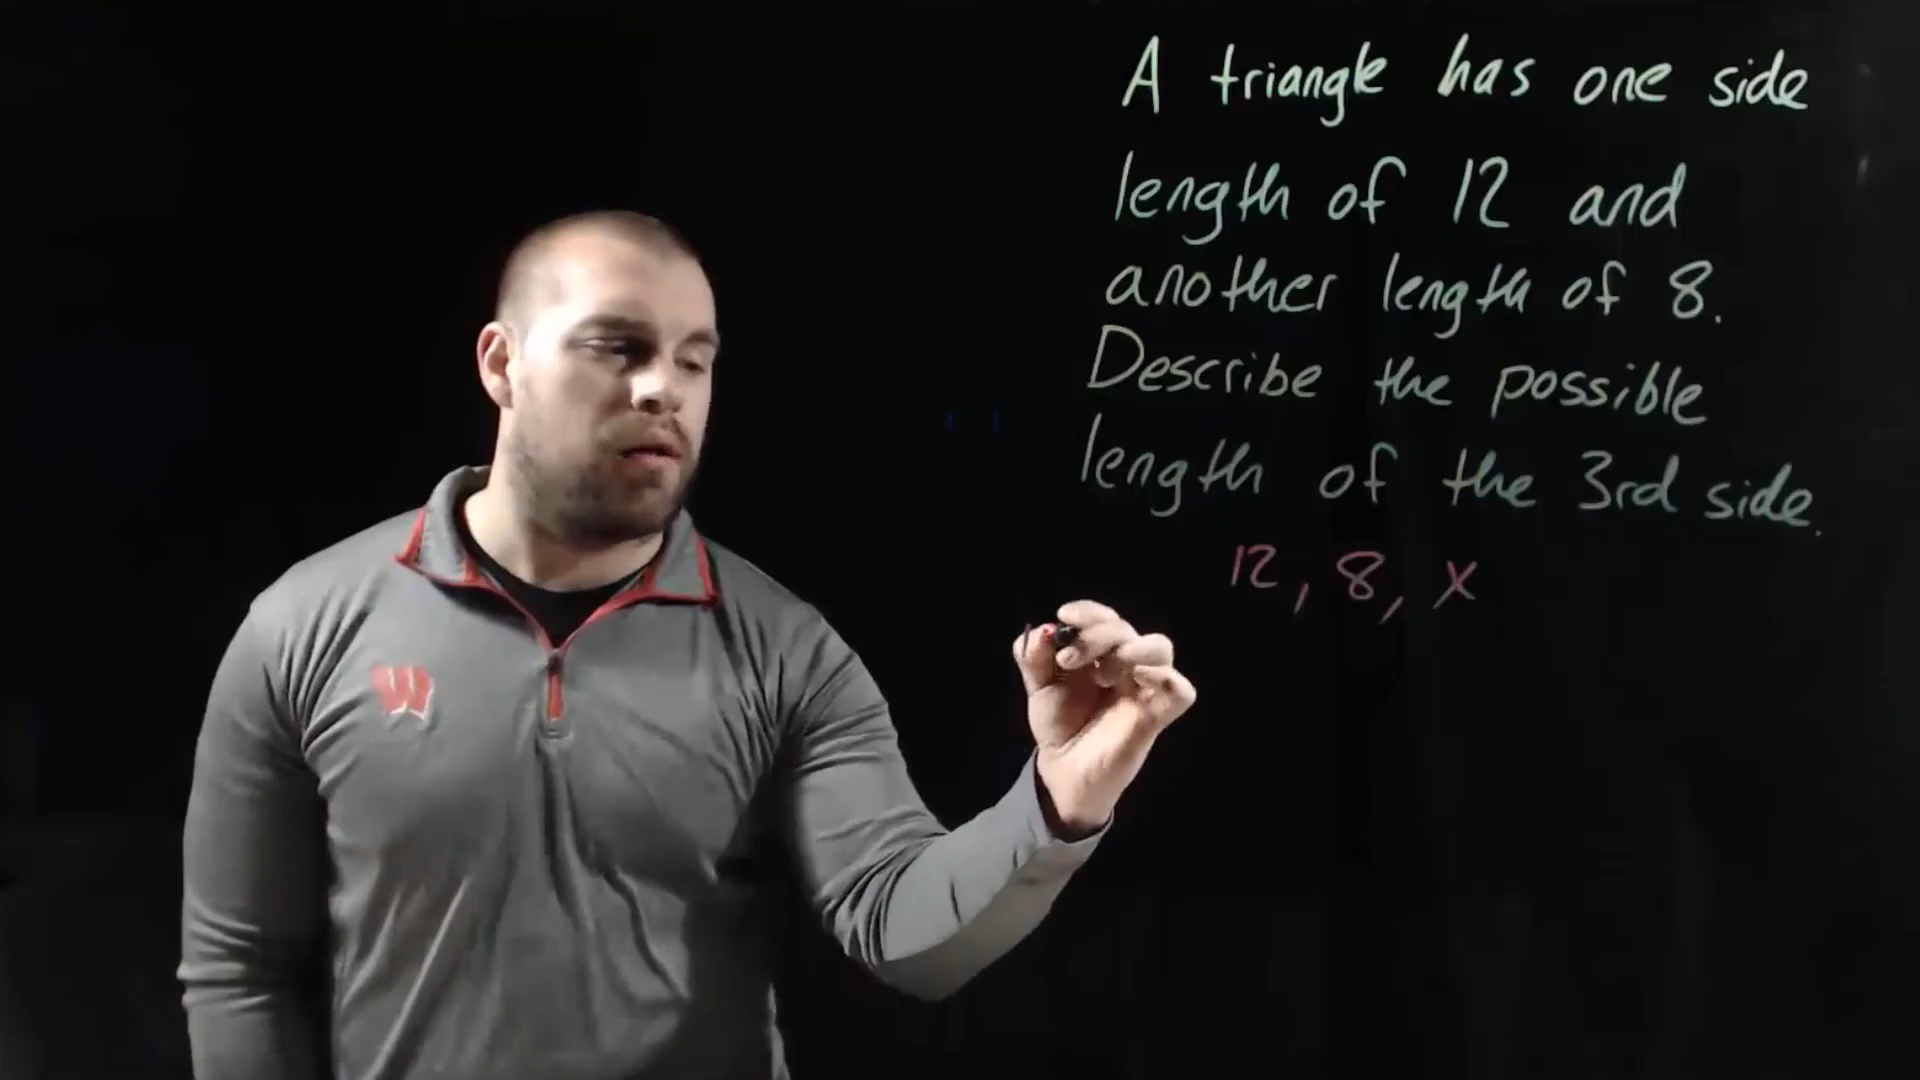 A triangle has one side
length of 12 and
another length of 8.
Describe the possible
length of the 3rd side.
12, 8, x
W